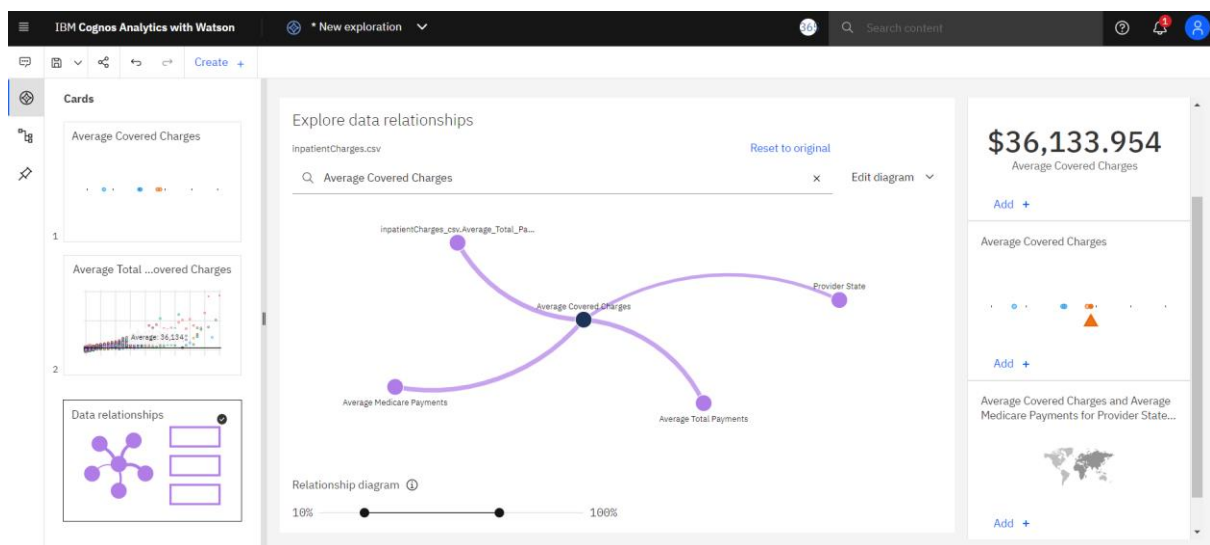 IBM Cognos Analytics with Watson
* New exploration
36
Search content
1
Create +
Cards
Average Covered Charges
1
Average Total ...overed Charges
Average: 36,134
2
Data relationships
Explore data relationships
inpatientCharges.csv
Reset to original
Average Covered Charges
×
Edit diagram
inpatientCharges_csv.Average_Total_Pa...
Provider State
Average Covered Charges
Average Medicare Payments
Average Total Payments
Relationship diagram
10%
100%
$36,133.954
Average Covered Charges
Add +
Average Covered Charges
Add +
Average Covered Charges and Average
Medicare Payments for Provider State...
Add +